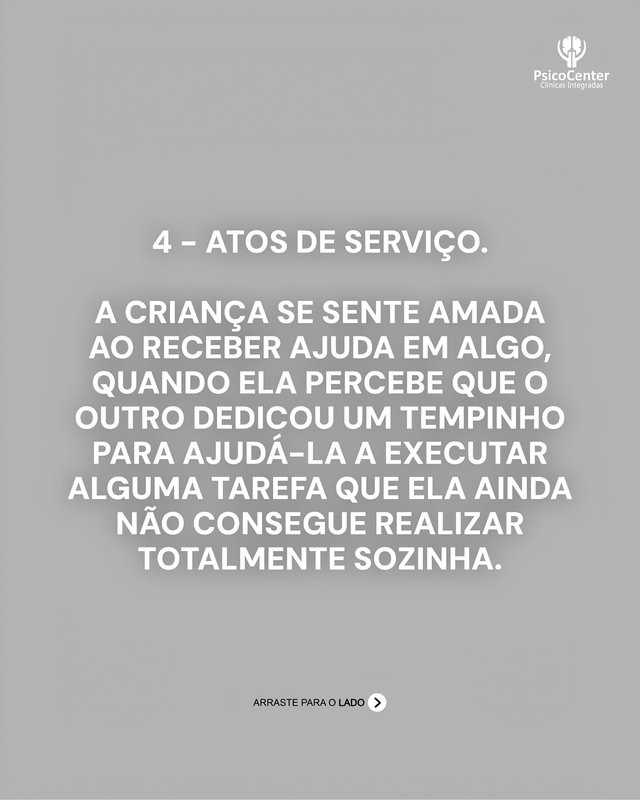 PsicoCenter
Clínicas Integradas
4 - ATOS DE SERVIÇO.
A CRIANÇA SE SENTE AMADA
AO RECEBER AJUDA EM ALGO,
QUANDO ELA PERCEBE QUE O
OUTRO DEDICOU UM TEMPINHO
PARA AJUDÁ-LA A EXECUTAR
ALGUMA TAREFA QUE ELA AINDA
NÃO CONSEGUE REALIZAR
TOTALMENTE SOZINHA.
ARRASTE PARA O LADO